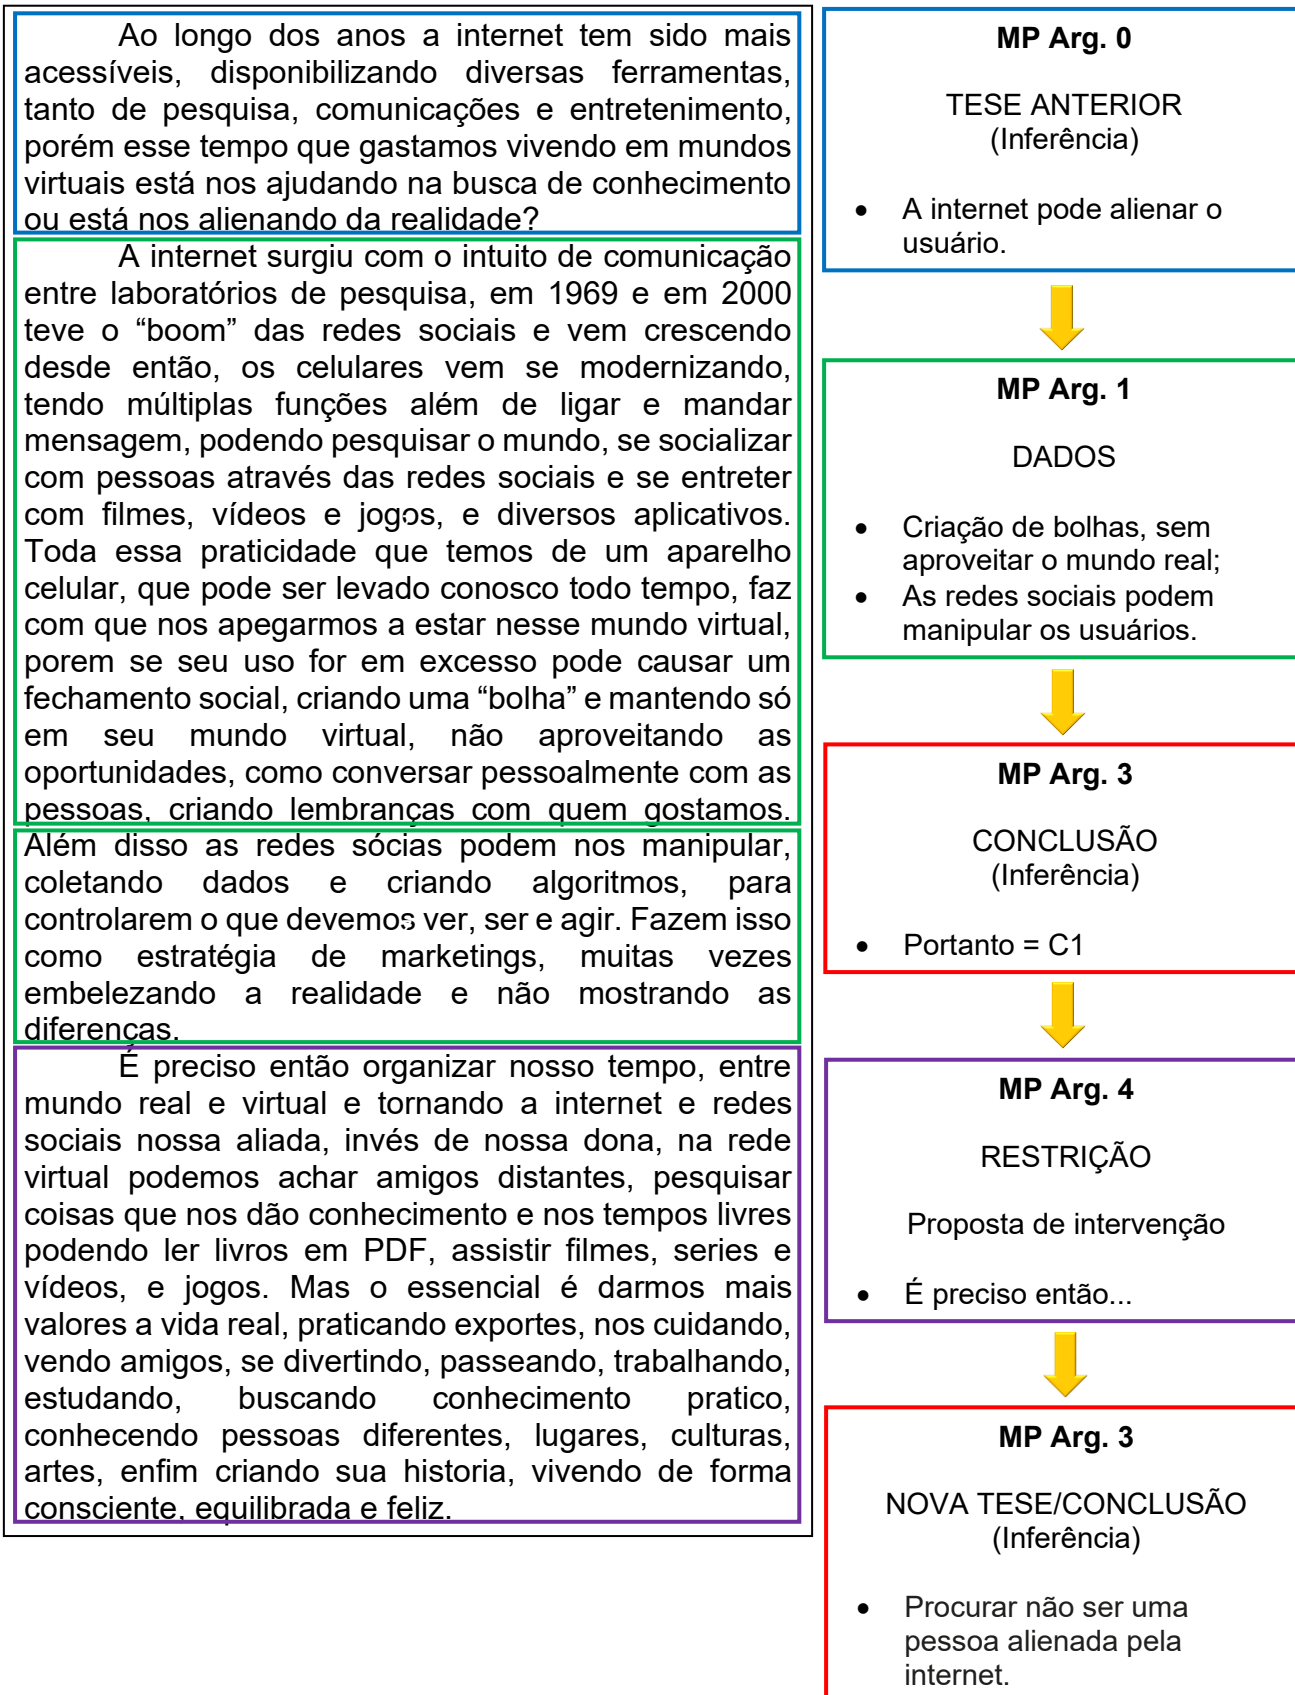 Ao longo dos anos a internet tem sido mais
acessíveis, disponibilizando diversas ferramentas,
tanto de pesquisa, comunicações e entretenimento,
porém esse tempo que gastamos vivendo em mundos
virtuais está nos ajudando na busca de conhecimento
ou está nos alienando da realidade?
A internet surgiu com o intuito de comunicação
entre laboratórios de pesquisa, em 1969 e em 2000
teve o “boom” das redes sociais e vem crescendo
desde então, os celulares vem se modernizando,
tendo múltiplas funções além de ligar e mandar
mensagem, podendo pesquisar o mundo, se socializar
com pessoas através das redes sociais e se entreter
com filmes, vídeos e jogos, e diversos aplicativos.
Toda essa praticidade que temos de um aparelho
celular, que pode ser levado conosco todo tempo, faz
com que nos apegarmos a estar nesse mundo virtual,
porem se seu uso for em excesso pode causar um
fechamento social, criando uma “bolha” e mantendo só
em seu mundo virtual, não aproveitando as
oportunidades, como conversar pessoalmente com as
pessoas, criando lembranças com quem gostamos.
Além disso as redes sócias podem nos manipular,
coletando dados e criando algoritmos, para
controlarem o que devemos ver, ser e agir. Fazem isso
como estratégia de marketings, muitas vezes
embelezando a realidade e não mostrando as
diferenças.
É preciso então organizar nosso tempo, entre
mundo real e virtual e tornando a internet e redes
sociais nossa aliada, invés de nossa dona, na rede
virtual podemos achar amigos distantes, pesquisar
coisas que nos dão conhecimento e nos tempos livres
podendo ler livros em PDF, assistir filmes, series e
vídeos, e jogos. Mas o essencial é darmos mais
valores a vida real, praticando exportes, nos cuidando,
vendo amigos, se divertindo, passeando, trabalhando,
estudando, buscando conhecimento pratico,
conhecendo pessoas diferentes, lugares, culturas,
artes, enfim criando sua historia, vivendo de forma
consciente, equilibrada e feliz.
MP Arg. 0
TESE ANTERIOR
(Inferência)
• A internet pode alienar o
usuário.
MP Arg. 1
DADOS
• Criação de bolhas, sem
aproveitar o mundo real;
• As redes sociais podem
manipular os usuários.
MP Arg. 3
CONCLUSÃO
(Inferência)
• Portanto = C1
MP Arg. 4
RESTRIÇÃO
Proposta de intervenção
• É preciso então...
MP Arg. 3
NOVA TESE/CONCLUSÃO
(Inferência)
• Procurar não ser uma
pessoa alienada pela
internet.